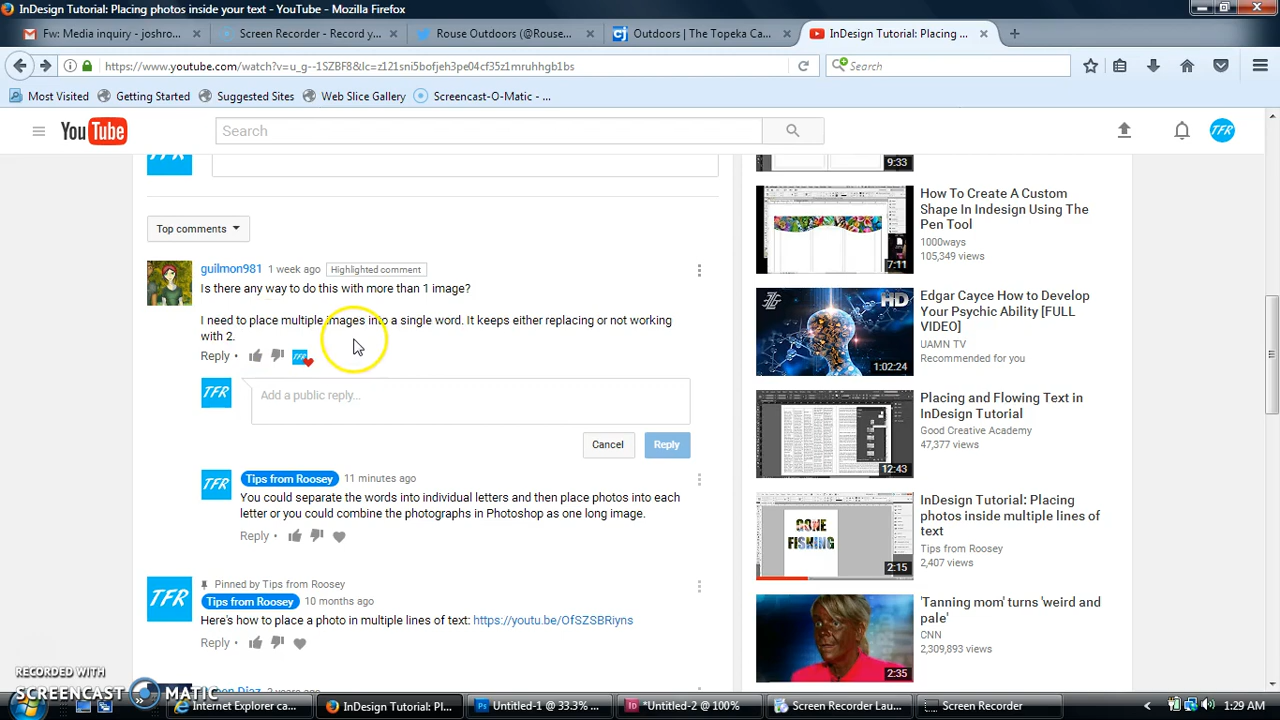 InDesign Tutorial: Placing photos inside your text - YouTube - Mozilla Firefox
Fw: Media inquiry - joshro...
Screen Recorder - Record y...
Rouse Outdoors (@Rouse...
Outdoors | The Topeka Ca...
InDesign Tutorial: Placing ...
https://www.youtube.com/watch?v=u_g--1SZBF8&lc=z121sni5bofjeh3pe04cf35z1mruhhgb1bs
Search
Most Visited
Getting Started
Suggested Sites
Web Slice Gallery
Screencast-O-Matic - ...
YouTube
Search
TFR
TFR
9:33
Top comments
guilmon981 1 week ago Highlighted comment
Is there any way to do this with more than 1 image?
I need to place multiple images into a single word. It keeps either replacing or not working
with 2.
Reply
TFR
TFR
Add a public reply...
Cancel
Reply
TFR
Tips from Roosey 11 minutes ago
You could separate the words into individual letters and then place photos into each
letter or you could combine the photographs in Photoshop as one long image.
Reply
Pinned by Tips from Roosey
TFR
Tips from Roosey 10 months ago
Here's how to place a photo in multiple lines of text: https://youtu.be/OfSZSBRiyns
Reply
7:11
How To Create A Custom
Shape In Indesign Using The
Pen Tool
1000ways
105,349 views
HD
1:02:24
Edgar Cayce How to Develop
Your Psychic Ability [FULL
VIDEO]
UAMN TV
Recommended for you
12:43
Placing and Flowing Text in
InDesign Tutorial
Good Creative Academy
47,377 views
GONE
FISHING
2:15
InDesign Tutorial: Placing
photos inside multiple lines of
text
Tips from Roosey
2,407 views
2:35
'Tanning mom' turns 'weird and
pale'
CNN
2,309,893 views
RECORDED WITH
SCREENCAST MATIC
Internet Explorer ca...
InDesign Tutorial: Pl...
Untitled-1 @ 33.3% ...
*Untitled-2 @ 100%
Screen Recorder Lau...
Screen Recorder
1:29 AM